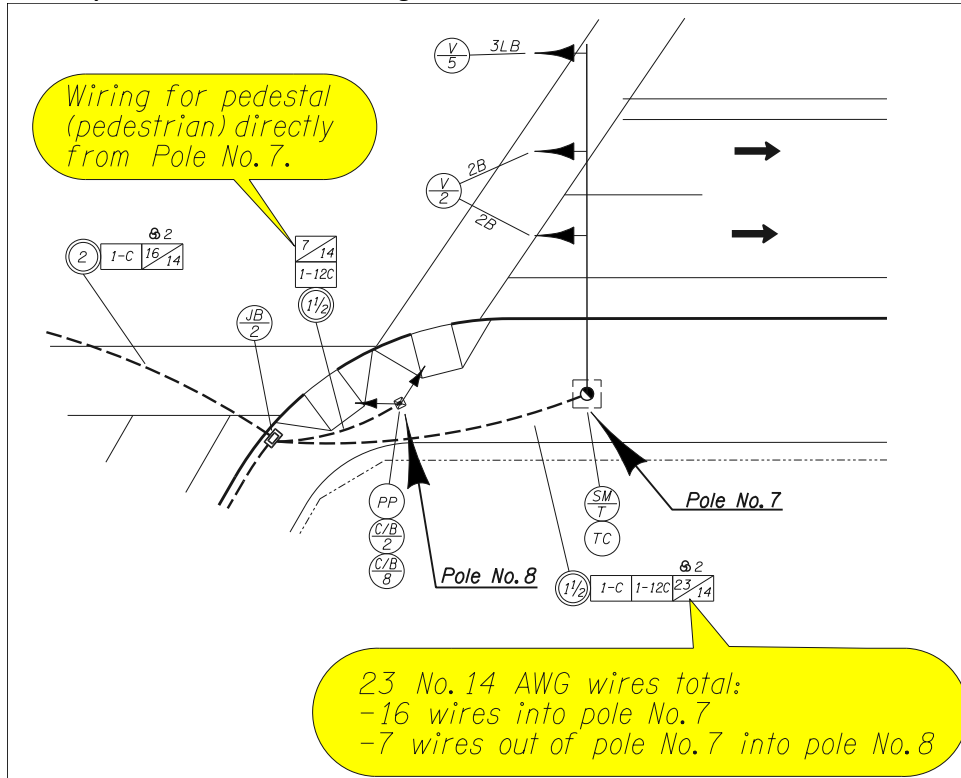 V
5
3LB
Wiring for pedestal
(pedestrian) directly
from Pole No. 7.
2B
V
2
2B
2
1-C
2
16/14
7/14
1-12C
1½
JB
2
PP
C/B
2
C/B
8
Pole No. 8
SM
T
TC
Pole No. 7
2
1½
1-C
1-12C
23/14
23 No. 14 AWG wires total:
-16 wires into pole No. 7
-7 wires out of pole No. 7 into pole No. 8